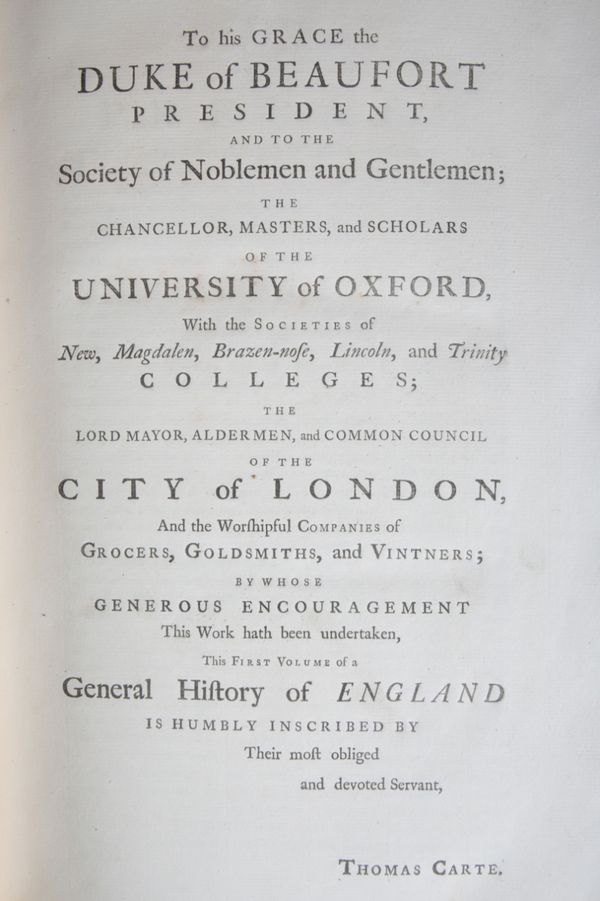 To his GRACE the
DUKE of BEAUFORT
PRESIDENT,
AND TO THE
Society of Noblemen and Gentlemen;
THE
CHANCELLOR, MASTERS, and SCHOLARS
OF THE
UNIVERSITY of OXFORD,
With the SOCIETIES of
New, Magdalen, Brazen-noſe, Lincoln, and Trinity
COLLEGES;
THE
LORD MAYOR, ALDERMEN, and COMMON COUNCIL
OF THE
CITY of LONDON,
And the Worſhipful COMPANIES of
GROCERS, GOLDSMITHS, and VINTNERS;
BY WHOSE
GENEROUS ENCOURAGEMENT
This Work hath been undertaken,
This FIRST VOLUME of a
General Hiſtory of ENGLAND
IS HUMBLY INSCRIBED BY
Their moſt obliged
and devoted Servant,
THOMAS CARTE.